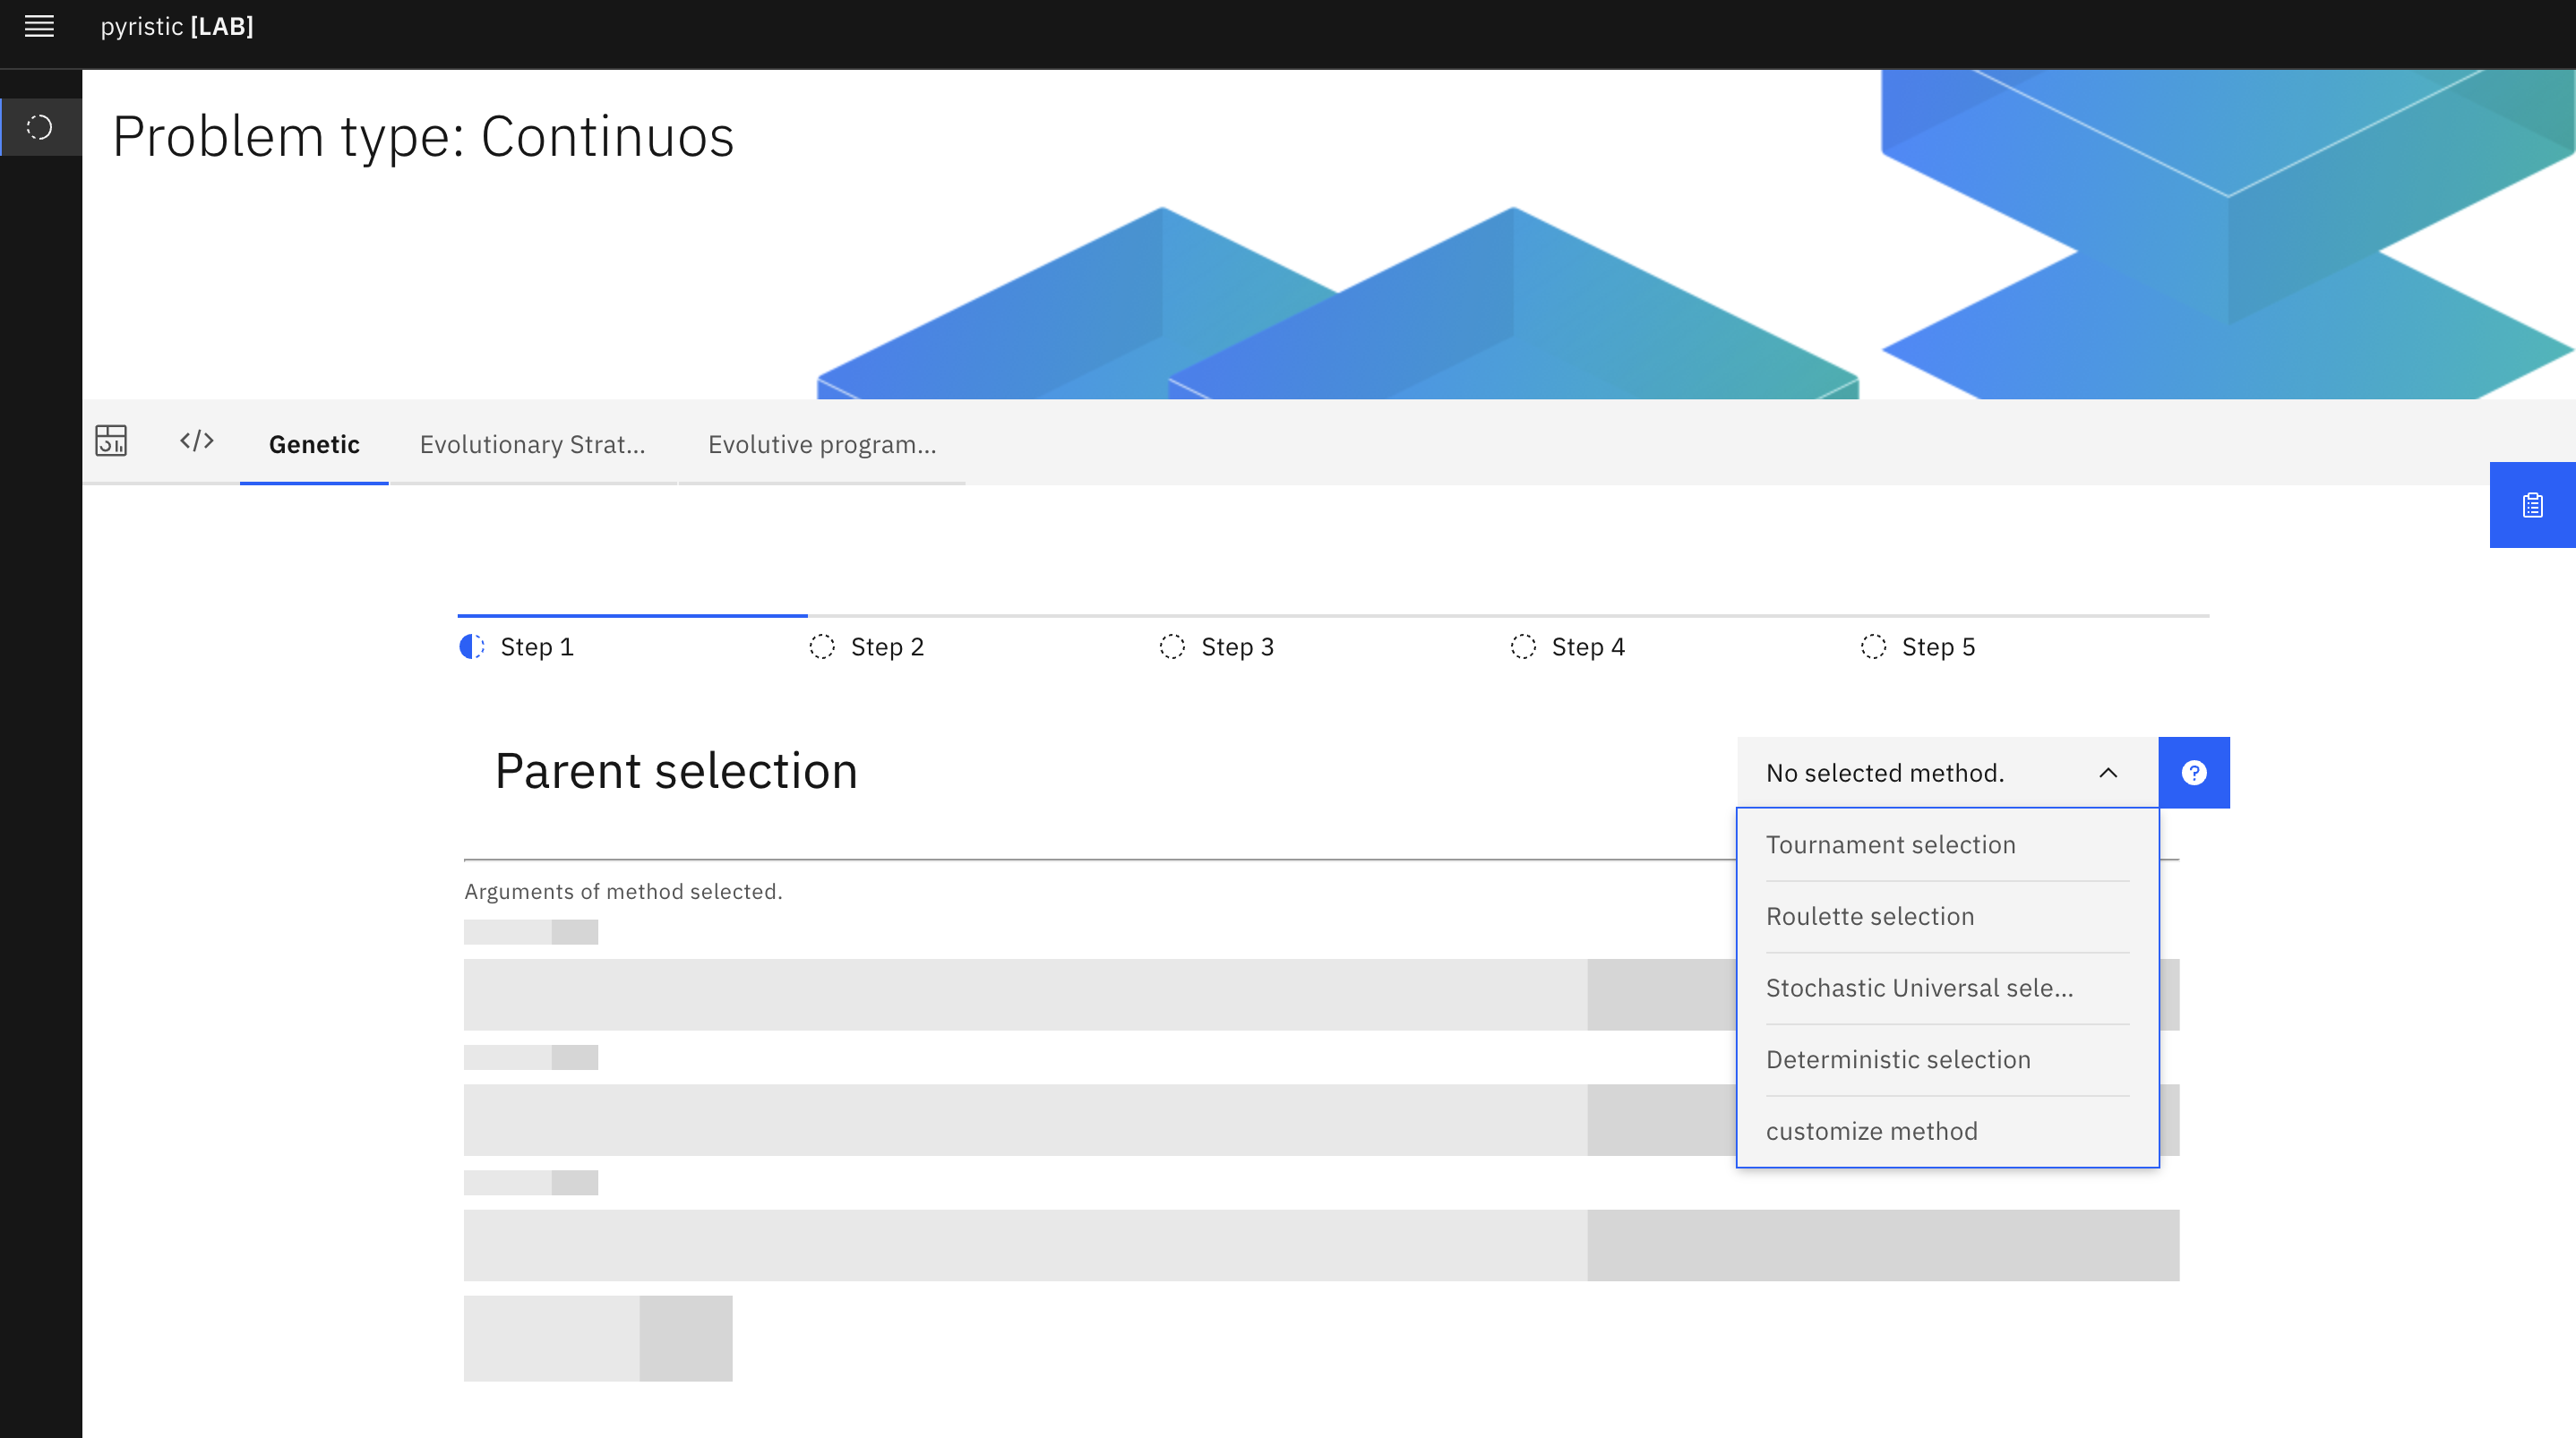 pyristic [LAB]
Problem type: Continuos
</> Genetic Evolutionary Strat... Evolutive program...
Step 1 Step 2 Step 3 Step 4 Step 5
Parent selection
No selected method. ?
Tournament selection
Arguments of method selected.
Roulette selection
Stochastic Universal sele...
Deterministic selection
customize method